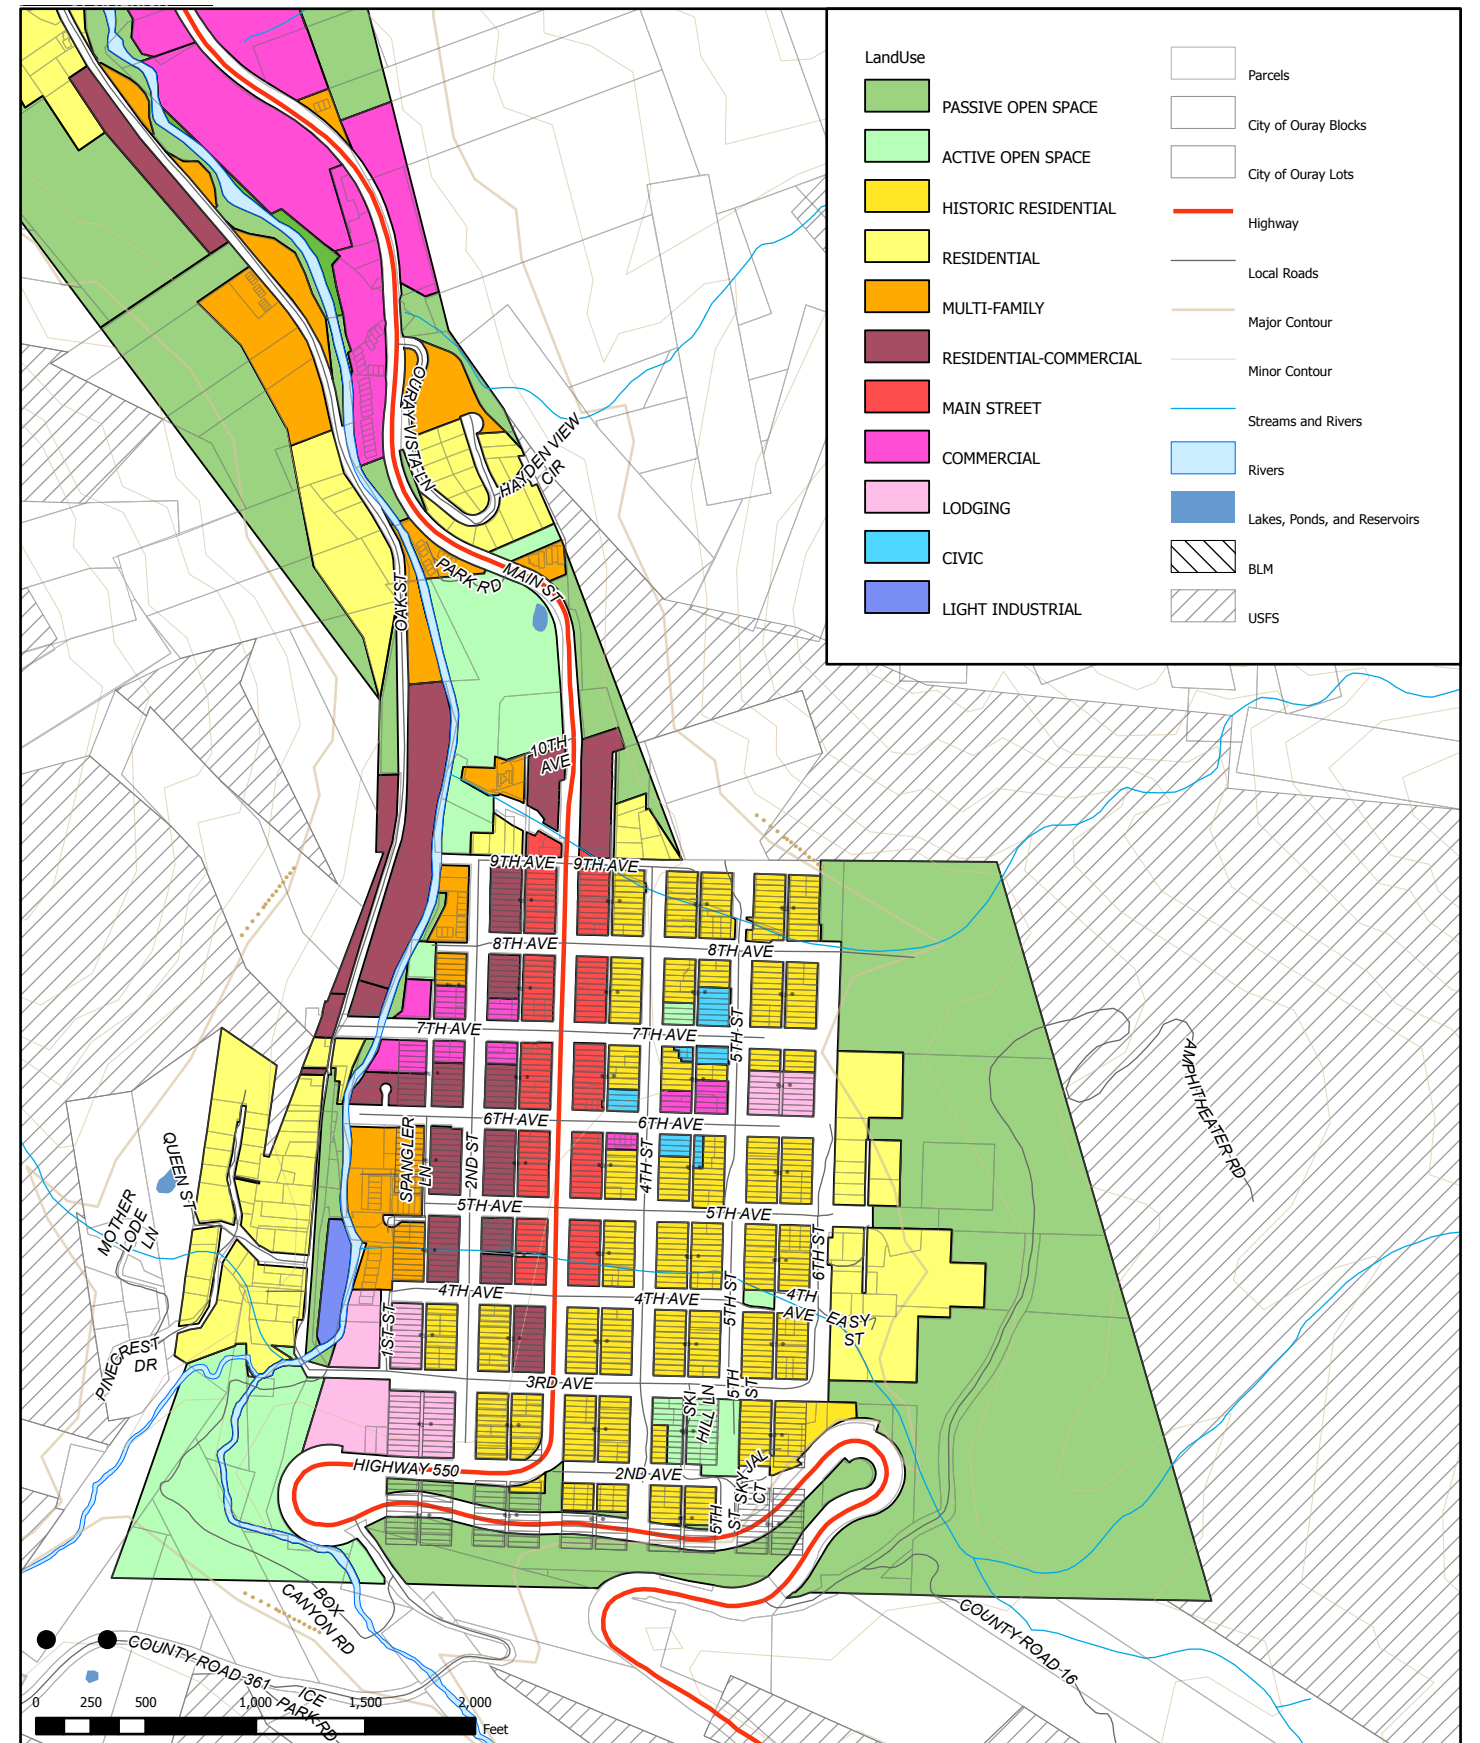 LandUse
PASSIVE OPEN SPACE
ACTIVE OPEN SPACE
HISTORIC RESIDENTIAL
RESIDENTIAL
MULTI-FAMILY
RESIDENTIAL-COMMERCIAL
MAIN STREET
COMMERCIAL
LODGING
CIVIC
LIGHT INDUSTRIAL
Parcels
City of Ouray Blocks
City of Ouray Lots
Highway
Local Roads
Major Contour
Minor Contour
Streams and Rivers
Rivers
Lakes, Ponds, and Reservoirs
BLM
USFS
OURAY-VISTA-LN
HAYDEN VIEW
CIR
OAK-ST
PARK-RD
MAIN ST
10TH
AVE
9TH-AVE
9TH-AVE
8TH-AVE
8TH-AVE
7TH-AVE
7TH-AVE
5TH-ST
6TH-AVE
6TH-AVE
SPANGLER
LN
2ND-ST
4TH-ST
QUEEN ST
MOTHER
LODE
LN
5TH-AVE
5TH-AVE
6TH-ST
AMPHITHEATER-RD
4TH-AVE
4TH-AVE
5TH-ST
4TH
AVE
EASY
ST
1ST-ST
PINECREST
DR
3RD-AVE
SKI
HILL LN
5TH
ST
HIGHWAY-550
2ND-AVE
SKYJAL
CT
5TH
ST
BOX
CANYON RD
COUNTY-ROAD-16
COUNTY-ROAD-361
ICE
PARK-RD
0 250 500 1,000 1,500 2,000
Feet